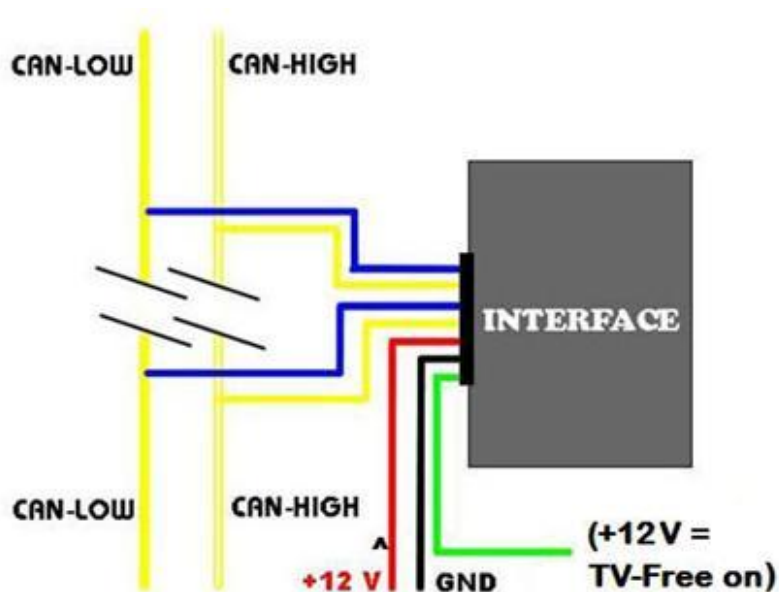 CAN-LOW
CAN-HIGH
INTERFACE
CAN-LOW
CAN-HIGH
(+12V =
TV-Free on)
^
+12 V
GND